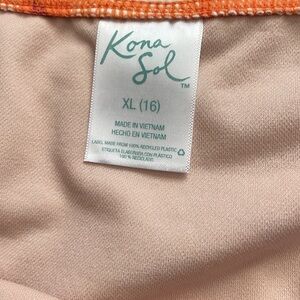 Kona
Sol
TM
XL (16)
MADE IN VIETNAM
HECHO EN VIETNAM
LABEL MADE FROM 100% RECYCLED PLASTIC
ETIQUETA ELABORADA CON PLÁSTICO
100 % RECICLADO